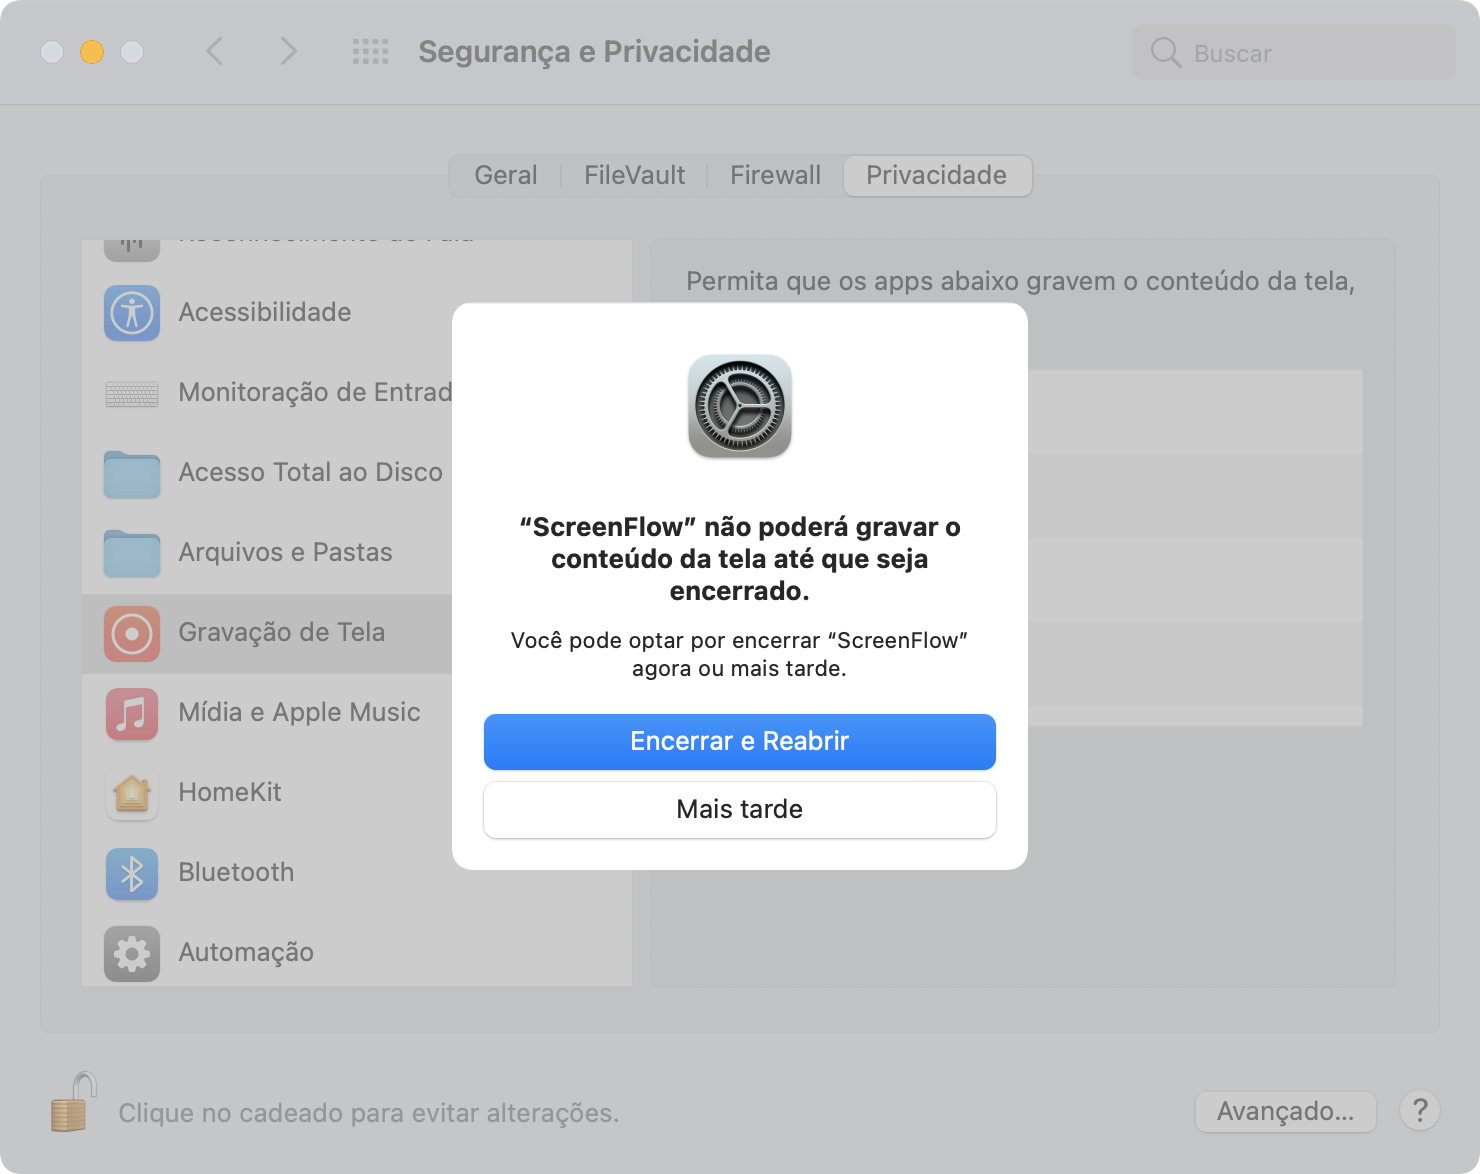 Segurança e Privacidade
Buscar
Geral
FileVault
Firewall
Privacidade
Reconhecimento de Fala
Acessibilidade
Monitoração de Entrad
Acesso Total ao Disco
Arquivos e Pastas
Gravação de Tela
Mídia e Apple Music
HomeKit
Bluetooth
Automação
Permita que os apps abaixo gravem o conteúdo da tela,
“ScreenFlow” não poderá gravar o
conteúdo da tela até que seja
encerrado.
Você pode optar por encerrar “ScreenFlow”
agora ou mais tarde.
Encerrar e Reabrir
Mais tarde
Clique no cadeado para evitar alterações.
Avançado...
?